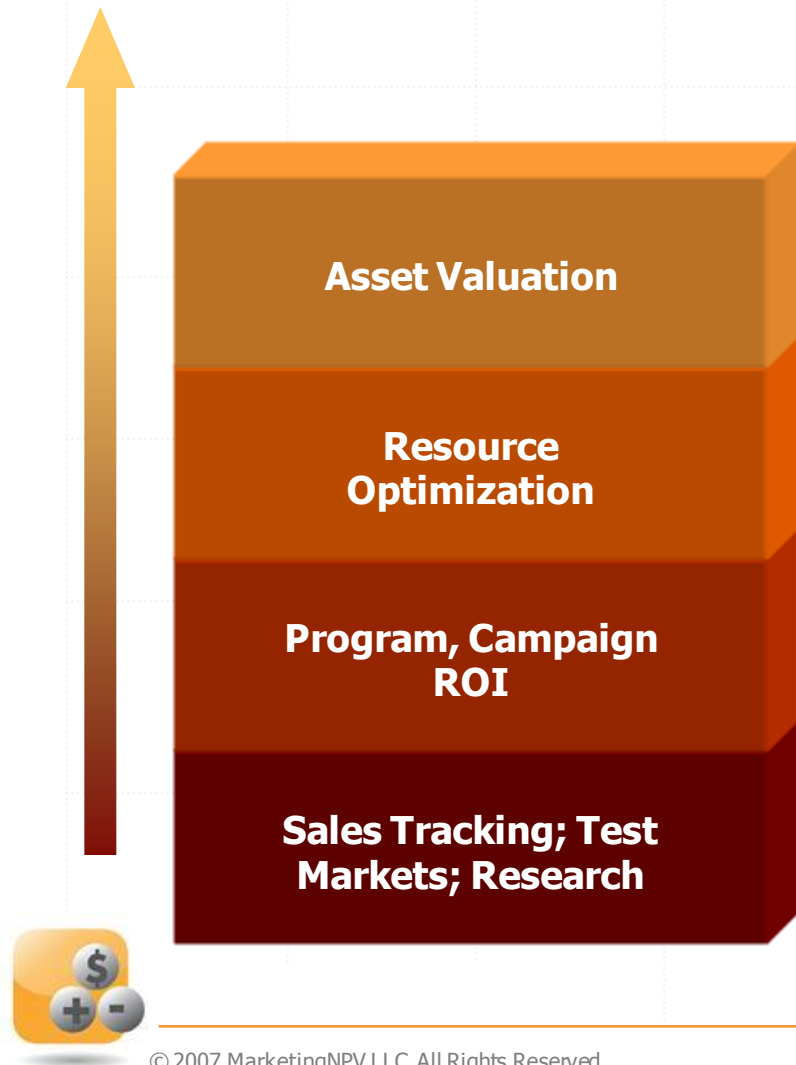 Asset Valuation
Resource
Optimization
Program, Campaign
ROI
Sales Tracking; Test
Markets; Research
$
+ -
© 2007 MarketingNPV LLC All Rights Reserved